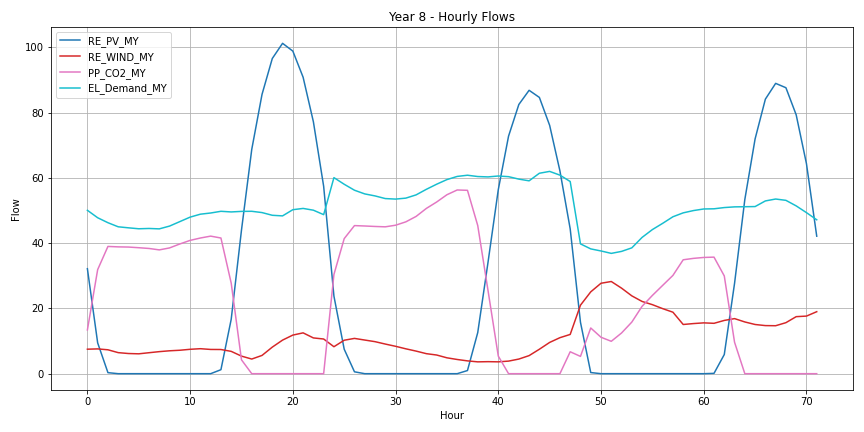 Year 8 - Hourly Flows
RE_PV_MY
RE_WIND_MY
PP_CO2_MY
EL_Demand_MY
Flow
100
80
60
40
20
0
0 10 20 30 40 50 60 70
Hour